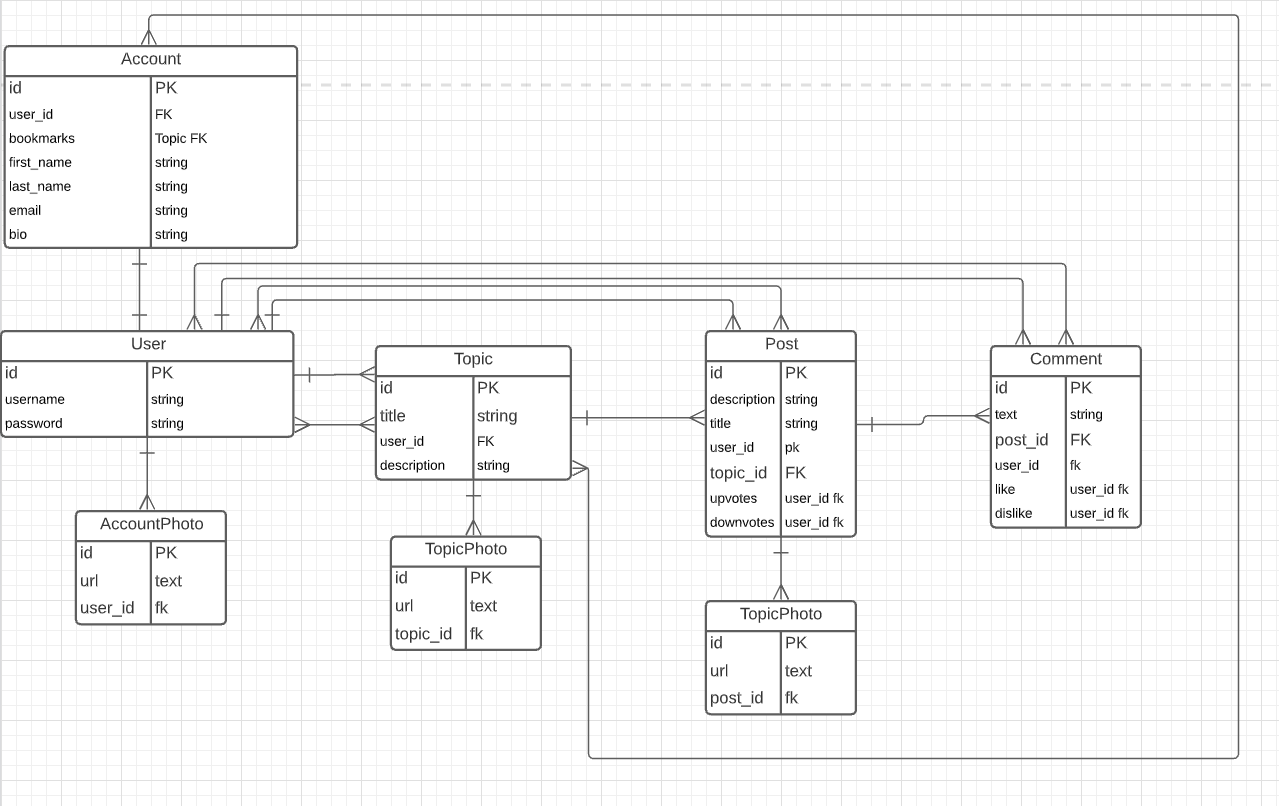 Account
id PK
user_id FK
bookmarks Topic FK
first_name string
last_name string
email string
bio string
User
id PK
username string
password string
Topic
id PK
title string
user_id FK
description string
Post
id PK
description string
title string
user_id pk
topic_id FK
upvotes user_id fk
downvotes user_id fk
Comment
id PK
text string
post_id FK
user_id fk
like user_id fk
dislike user_id fk
AccountPhoto
id PK
url text
user_id fk
TopicPhoto
id PK
url text
topic_id fk
TopicPhoto
id PK
url text
post_id fk